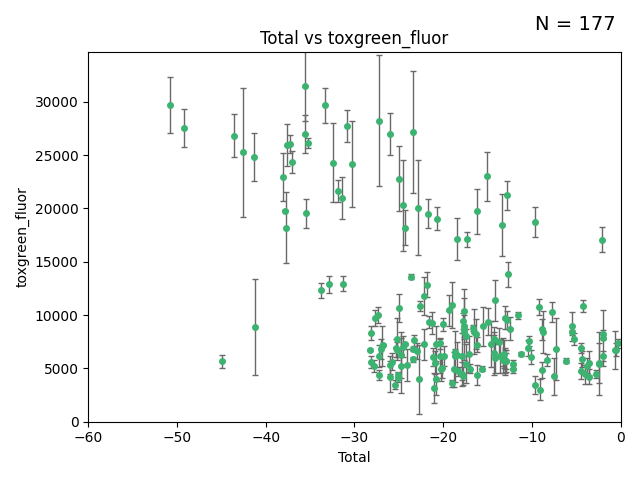 N = 177
Total vs toxgreen_fluor
toxgreen_fluor
30000
25000
20000
15000
10000
5000
0
−60 −50 −40 −30 −20 −10 0
Total